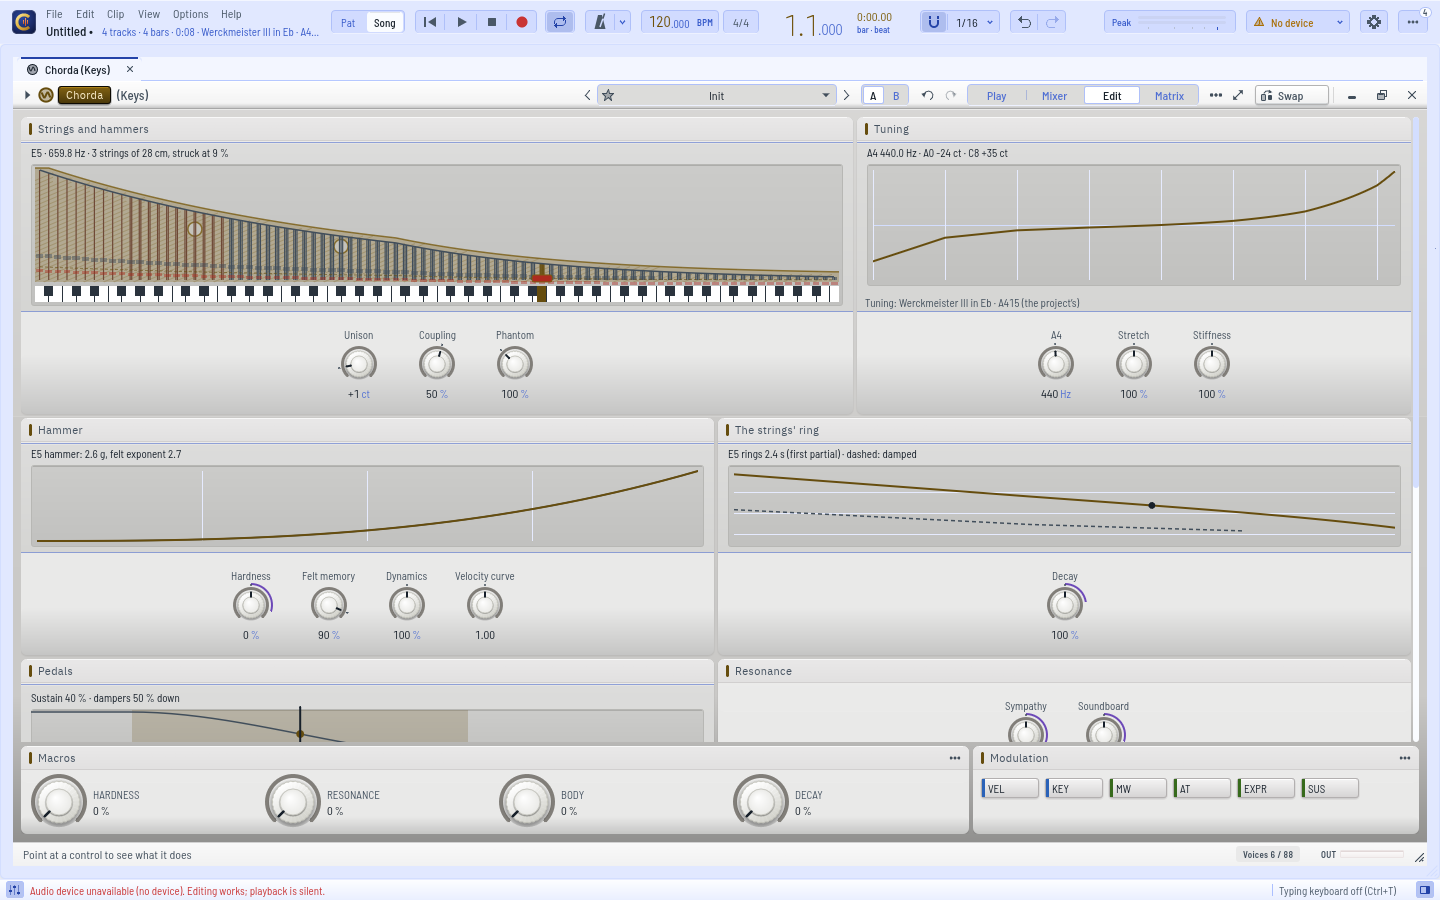 File Edit Clip View Options Help
Untitled • 4 tracks · 4 bars · 0:08 · Werckmeister III in Eb · A4...
Pat Song
120.000 BPM 4/4
1.1.000
0:00.00
bar · beat
1/16
Peak
No device
4
Chorda (Keys)
Chorda (Keys)
Init
A B
Play Mixer Edit Matrix
Swap
Strings and hammers
E5 · 659.8 Hz · 3 strings of 28 cm, struck at 9 %
Unison Coupling Phantom
+1 ct 50 % 100 %
Tuning
A4 440.0 Hz · A0 -24 ct · C8 +35 ct
Tuning: Werckmeister III in Eb · A415 (the project's)
A4 Stretch Stiffness
440 Hz 100 % 100 %
Hammer
E5 hammer: 2.6 g, felt exponent 2.7
Hardness Felt memory Dynamics Velocity curve
0 % 90 % 100 % 1.00
The strings' ring
E5 rings 2.4 s (first partial) · dashed: damped
Decay
100 %
Pedals
Sustain 40 % · dampers 50 % down
Resonance
Sympathy Soundboard
Macros
HARDNESS
0 %
RESONANCE
0 %
BODY
0 %
DECAY
0 %
Modulation
VEL KEY MW AT EXPR SUS
Point at a control to see what it does
Voices 6 / 88 OUT
Audio device unavailable (no device). Editing works; playback is silent.
Typing keyboard off (Ctrl+T)